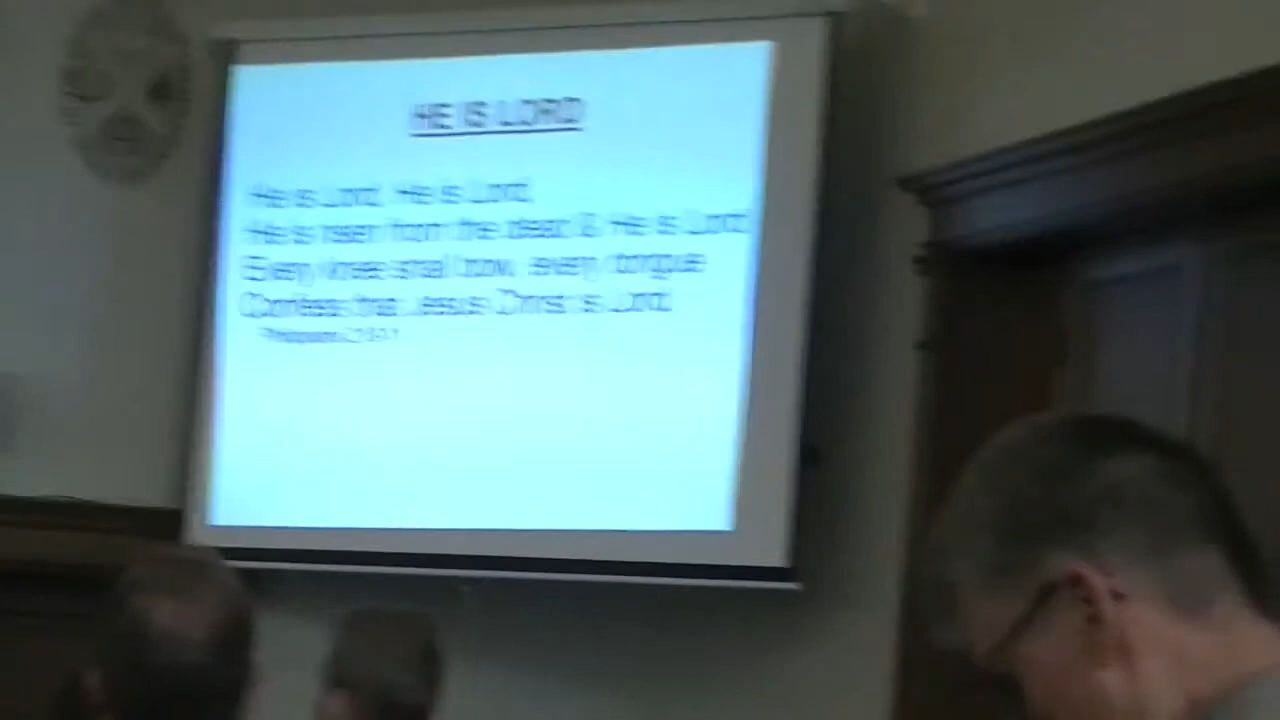 HE IS LORD
He is Lord, He is Lord,
He is risen from the dead & He is Lord
Every knee shall bow, every tongue
Confess that Jesus Christ is Lord.